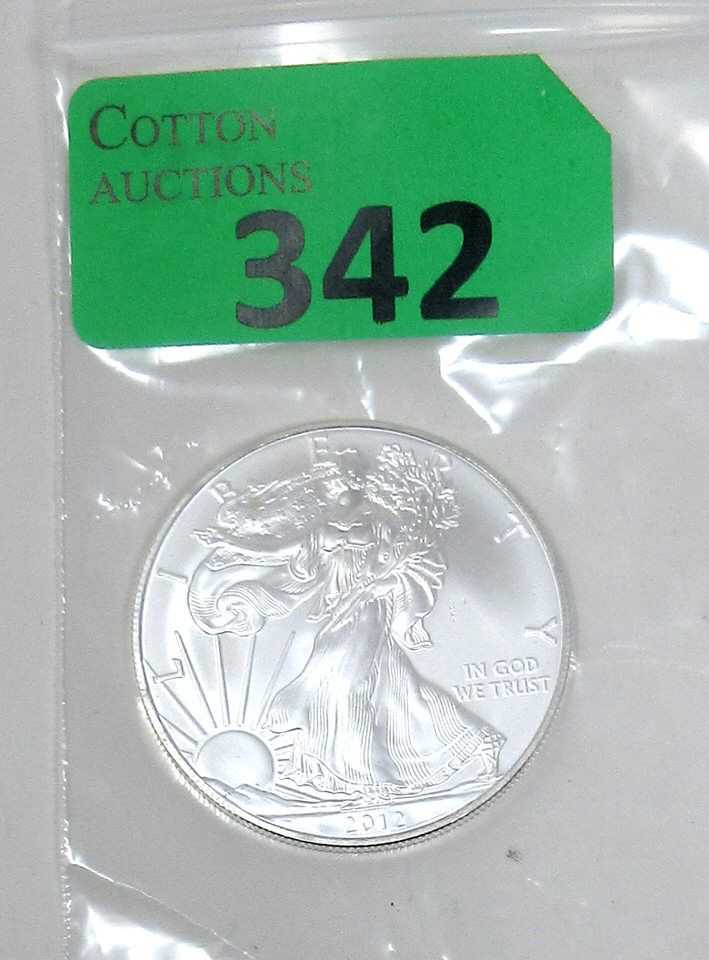 COTTON
AUCTIONS
342
LIBERTY
IN GOD
WE TRUST
2012